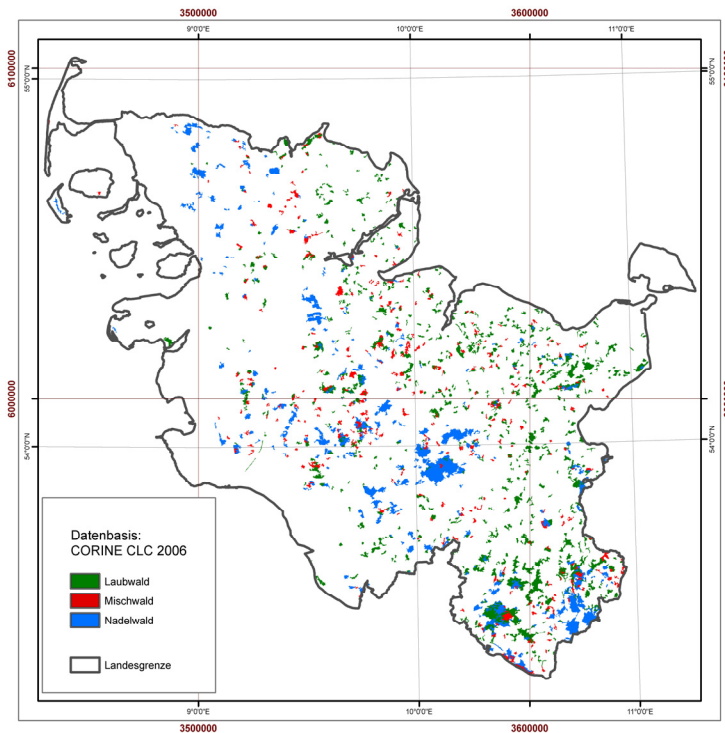 3500000
3600000
9°0'0"E
10°0'0"E
11°0'0"E
6100000
55°0'0"N
55°0'0"N
6000000
54°0'0"N
54°0'0"N
Datenbasis:
CORINE CLC 2006
Laubwald
Mischwald
Nadelwald
Landesgrenze
9°0'0"E
10°0'0"E
11°0'0"E
3500000
3600000